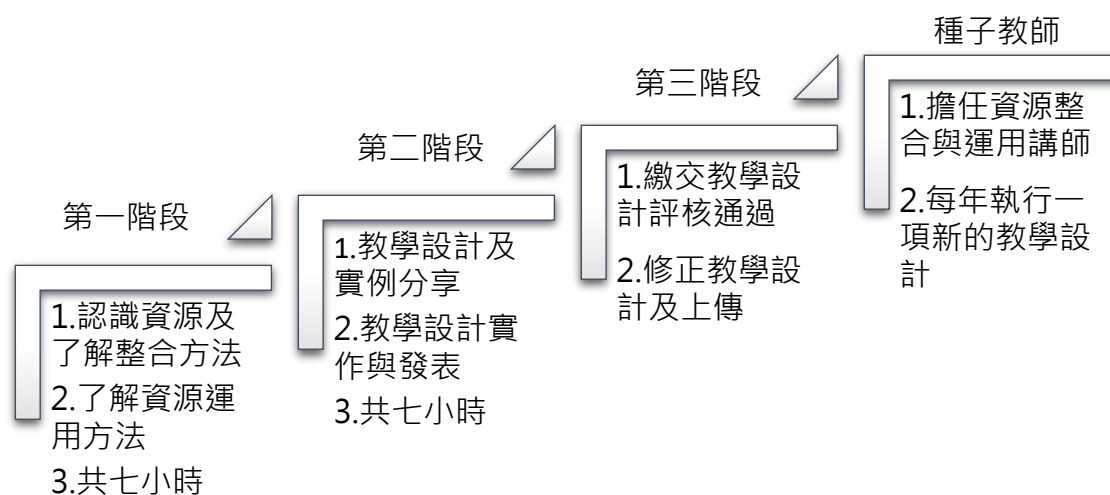 第一階段
1.認識資源及
了解整合方法
2.了解資源運
用方法
3.共七小時
第二階段
1.教學設計及
實例分享
2.教學設計實
作與發表
3.共七小時
第三階段
1.繳交教學設
計評核通過
2.修正教學設
計及上傳
種子教師
1.擔任資源整
合與運用講師
2.每年執行一
項新的教學設
計